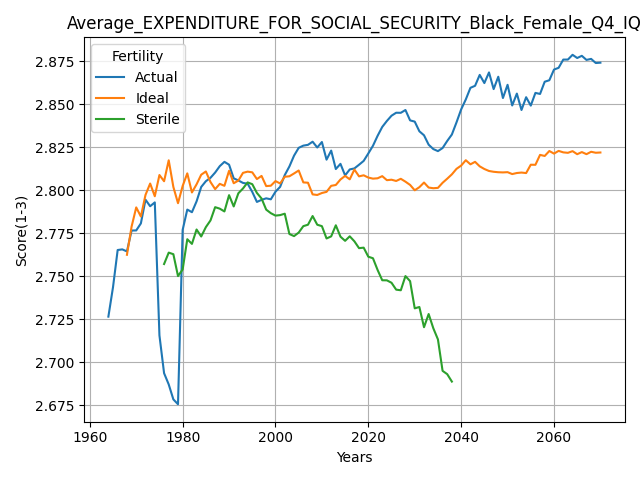 Average_EXPENDITURE_FOR_SOCIAL_SECURITY_Black_Female_Q4_IQ
Fertility
Actual
Ideal
Sterile
2.875
2.850
2.825
2.800
2.775
2.750
2.725
2.700
2.675
Score(1-3)
1960 1980 2000 2020 2040 2060
Years